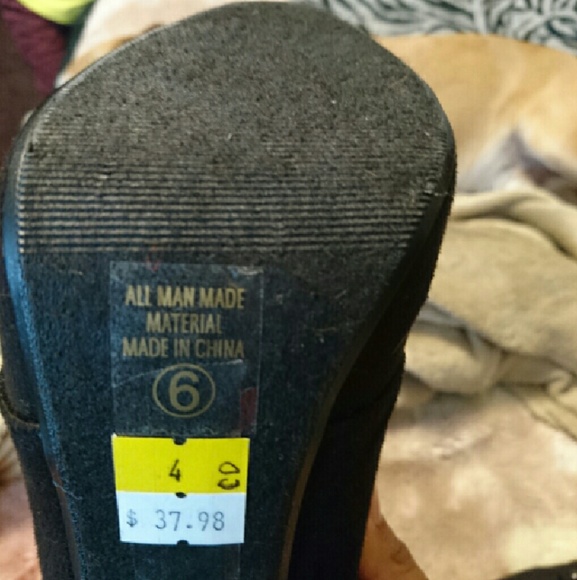 ALL MAN MADE
MATERIAL
MADE IN CHINA
6
4
$ 37.98